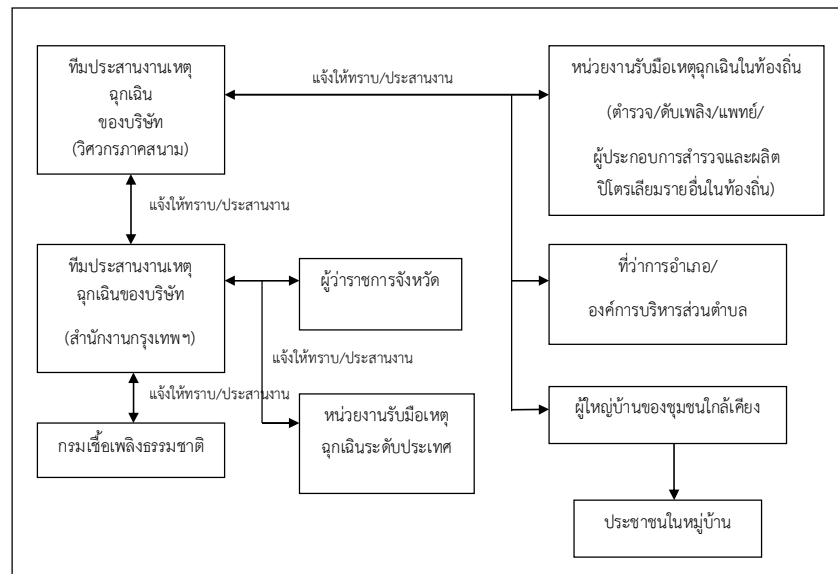 ทีมประสานงานเหตุ
ฉุกเฉิน
ของบริษัท
(วิศวกรภาคสนาม)
แจ้งให้ทราบ/ประสานงาน
หน่วยงานรับมือเหตุฉุกเฉินในท้องถิ่น
(ตำรวจ/ดับเพลิง/แพทย์/
ผู้ประกอบการสำรวจและผลิต
ปิโตรเลียมรายอื่นในท้องถิ่น)
แจ้งให้ทราบ/ประสานงาน
ทีมประสานงานเหตุ
ฉุกเฉินของบริษัท
(สำนักงานกรุงเทพฯ)
ผู้ว่าราชการจังหวัด
ที่ว่าการอำเภอ/
องค์การบริหารส่วนตำบล
แจ้งให้ทราบ/ประสานงาน
แจ้งให้ทราบ/ประสานงาน
กรมเชื้อเพลิงธรรมชาติ
หน่วยงานรับมือเหตุ
ฉุกเฉินระดับประเทศ
ผู้ใหญ่บ้านของชุมชนใกล้เคียง
ประชาชนในหมู่บ้าน